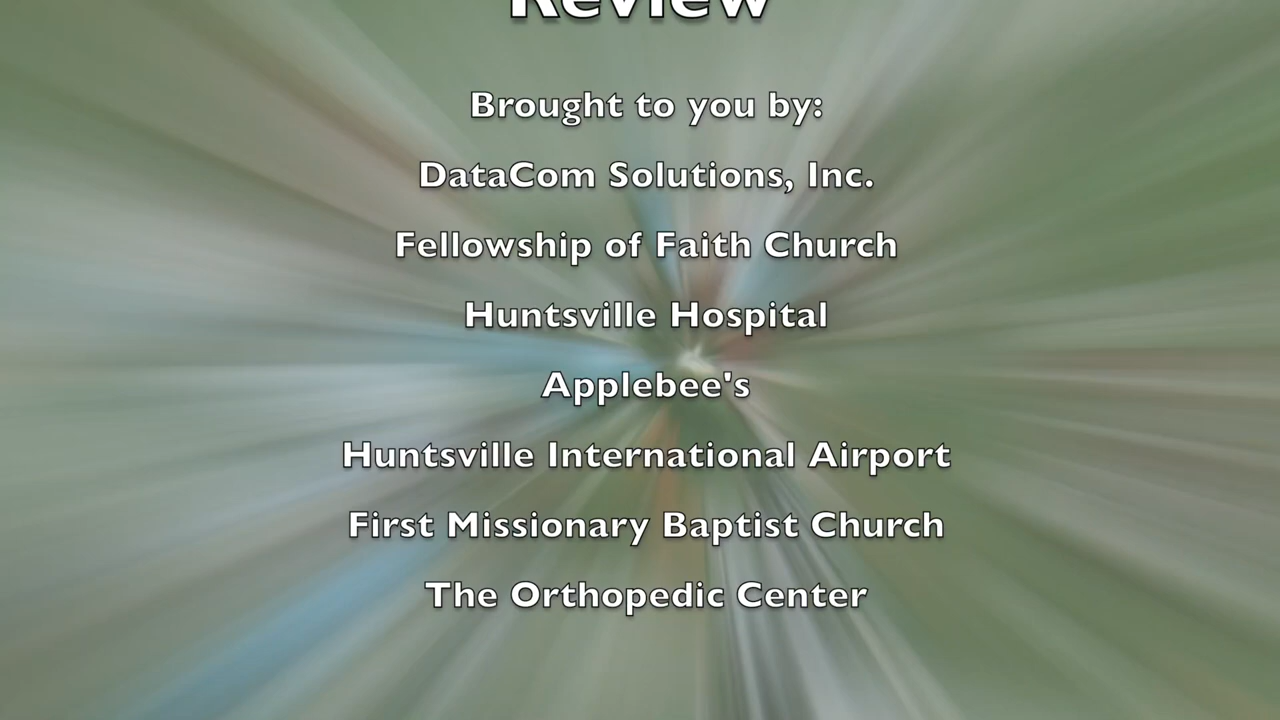 Review
Brought to you by:
DataCom Solutions, Inc.
Fellowship of Faith Church
Huntsville Hospital
Applebee's
Huntsville International Airport
First Missionary Baptist Church
The Orthopedic Center